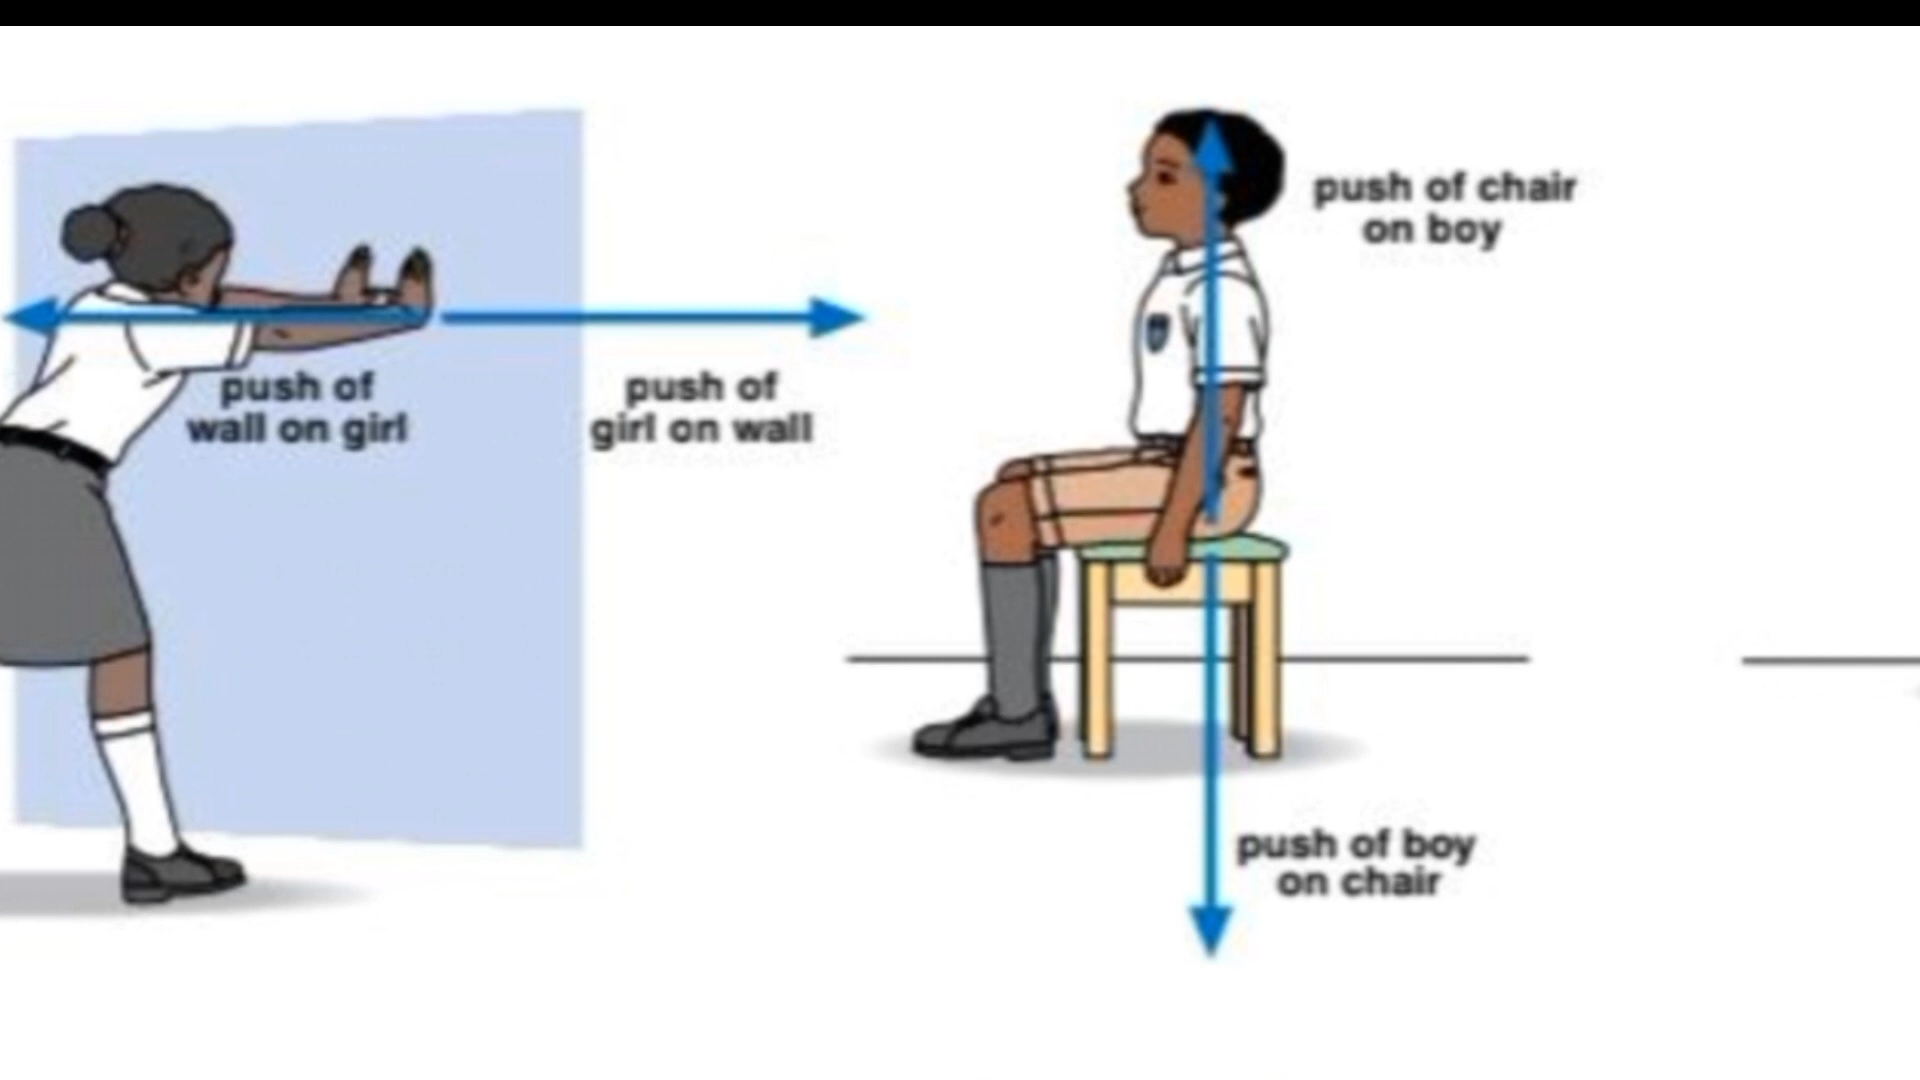 push of
wall on girl
push of
girl on wall
push of chair
on boy
push of boy
on chair